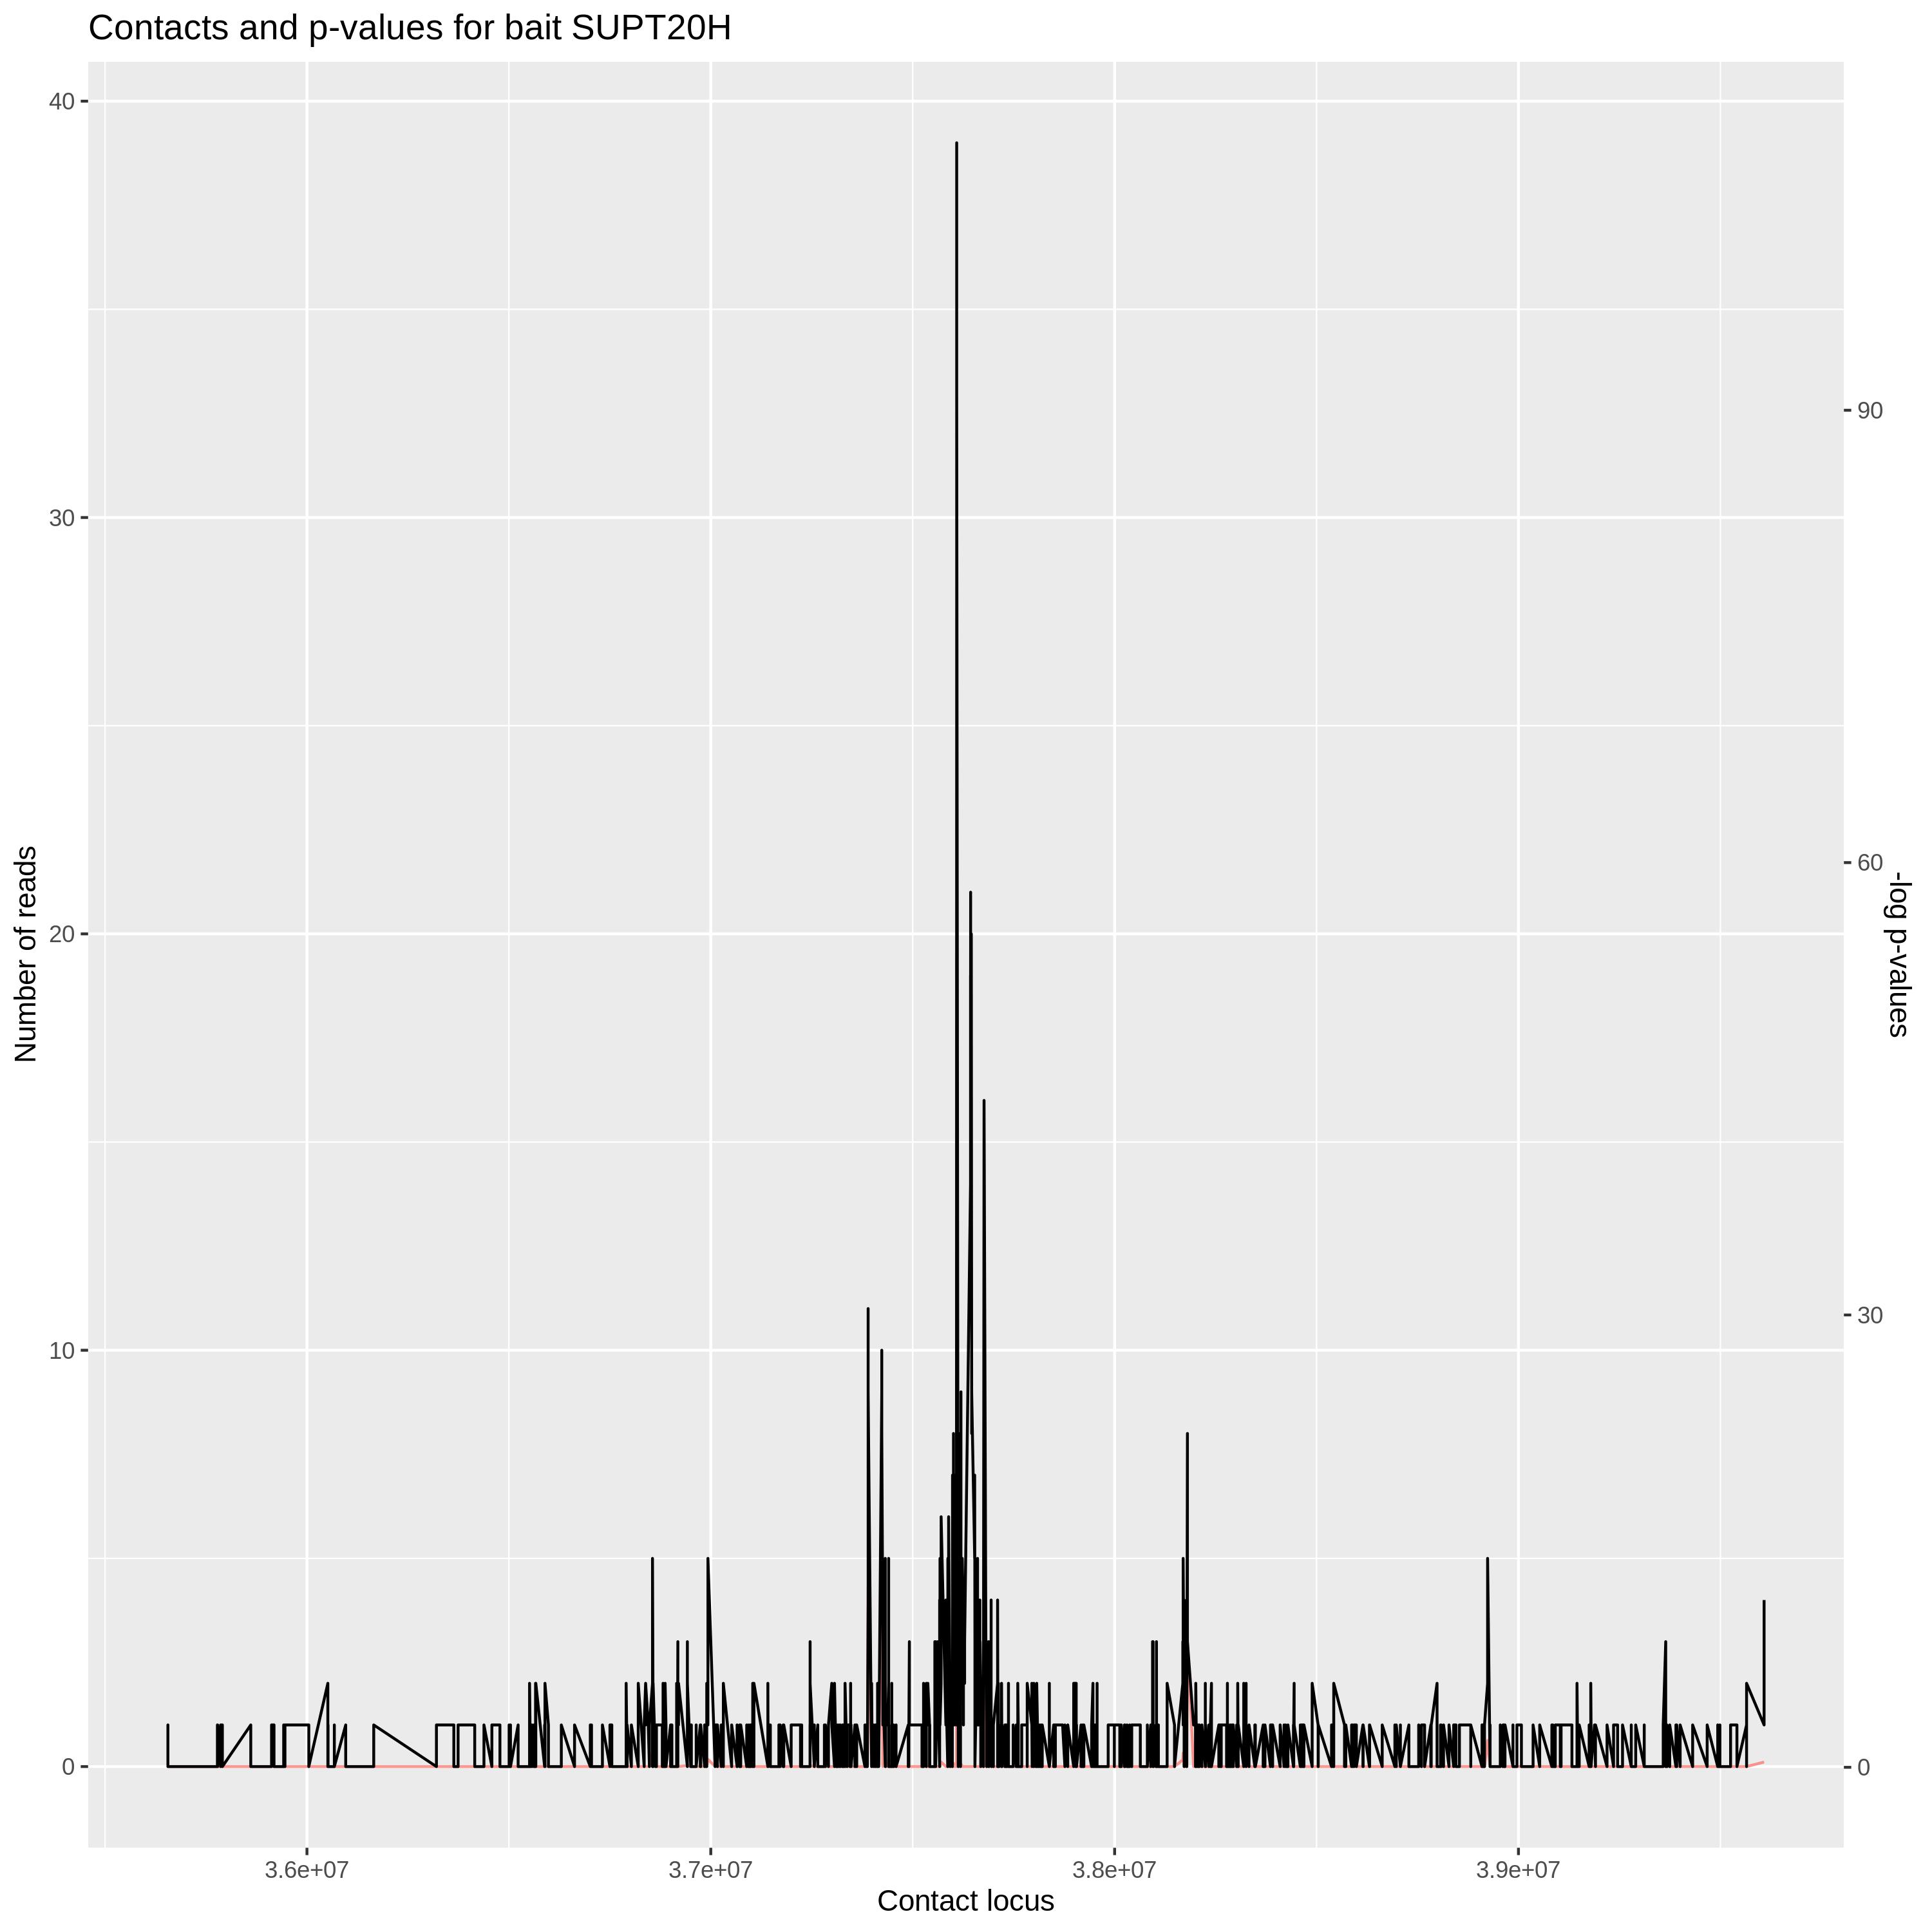 Contacts and p-values for bait SUPT20H
40
30
20
10
0
90
60
30
0
Number of reads
-log p-values
3.6e+07
3.7e+07
3.8e+07
3.9e+07
Contact locus